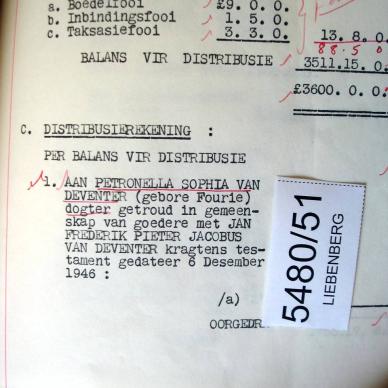 a. Boedelfooi £9. 0. 0.
b. Inbindingsfooi 1. 5. 0.
c. Taksasiefooi 3. 3. 0. 13. 8. 0.
88. 5 0
BALANS VIR DISTRIBUSIE 3511.15. 0.
£3600. 0. 0.
C. DISTRIBUSIEREKENING :
PER BALANS VIR DISTRIBUSIE
1. AAN PETRONELLA SOPHIA VAN
DEVENTER (gebore Fourie)
dogter getroud in gemeen-
skap van goedere met JAN
FREDERIK PIETER JACOBUS
VAN DEVENTER kragtens tes-
tament gedateer 6 Desember
1946 :
/a)
OORGEDR
5480/51
LIEBENBERG